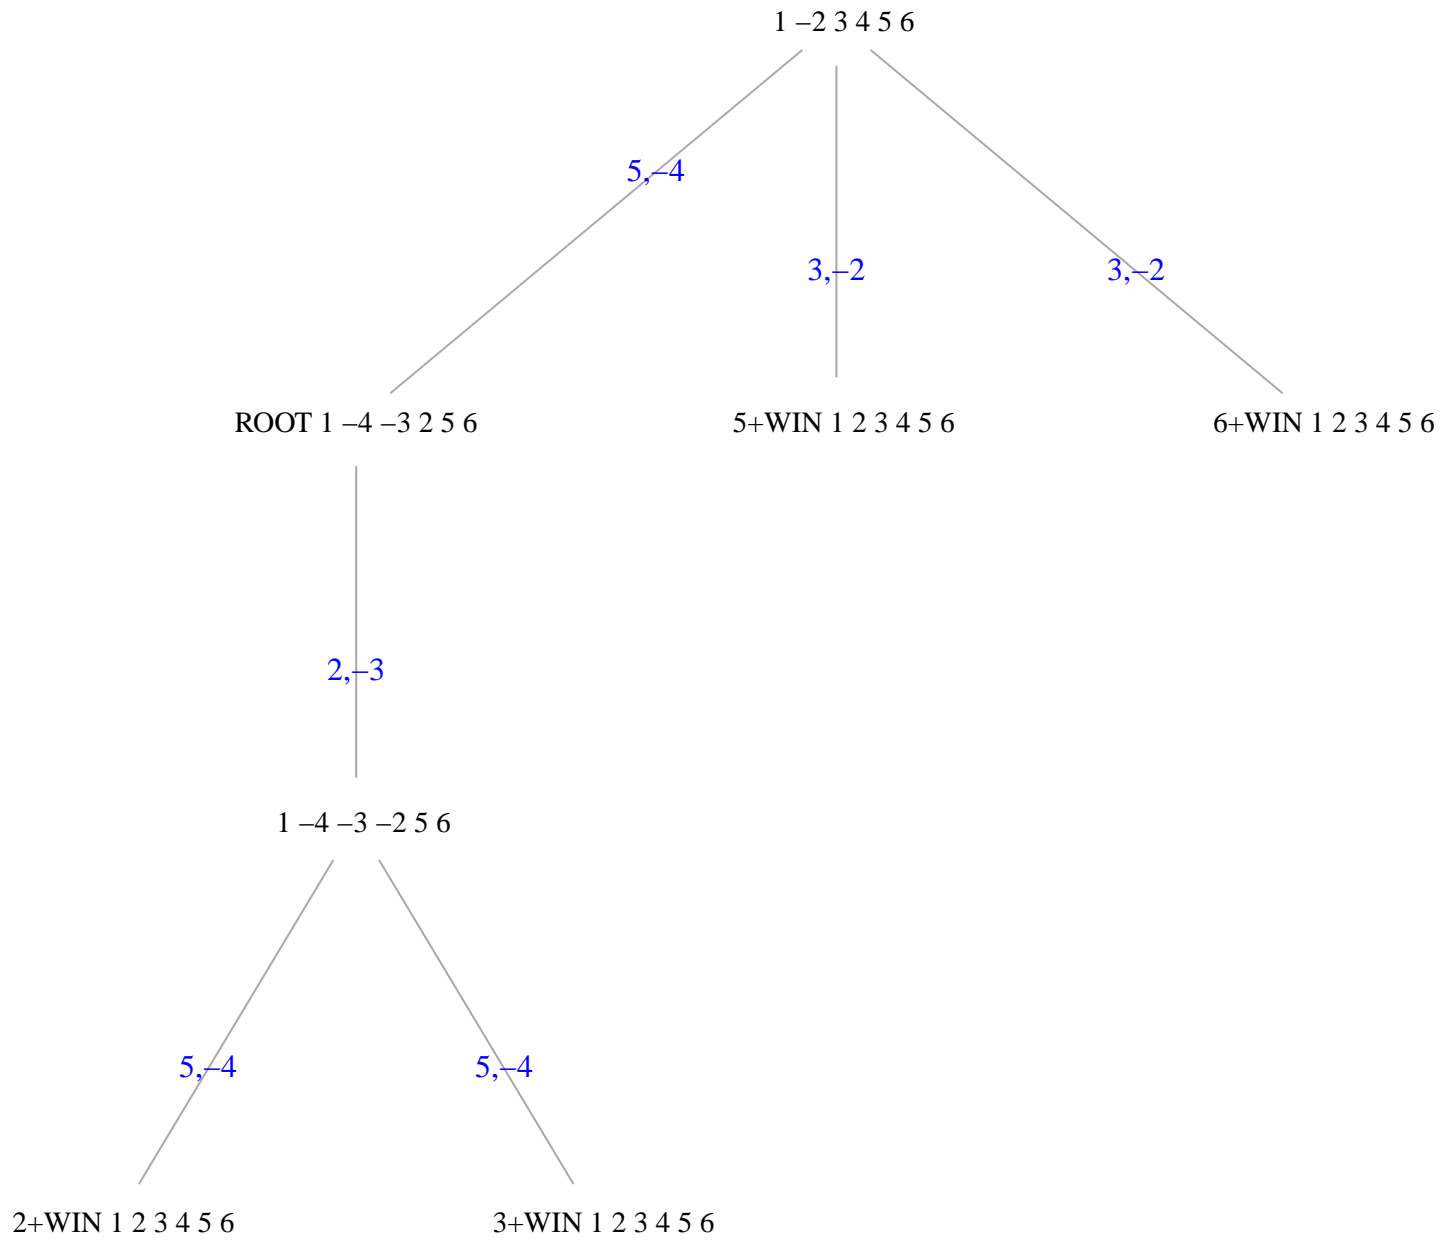 1 –2 3 4 5 6
5,–4
3,–2
3,–2
ROOT 1 –4 –3 2 5 6
5+WIN 1 2 3 4 5 6
6+WIN 1 2 3 4 5 6
2,–3
1 –4 –3 –2 5 6
5,–4
5,–4
2+WIN 1 2 3 4 5 6
3+WIN 1 2 3 4 5 6